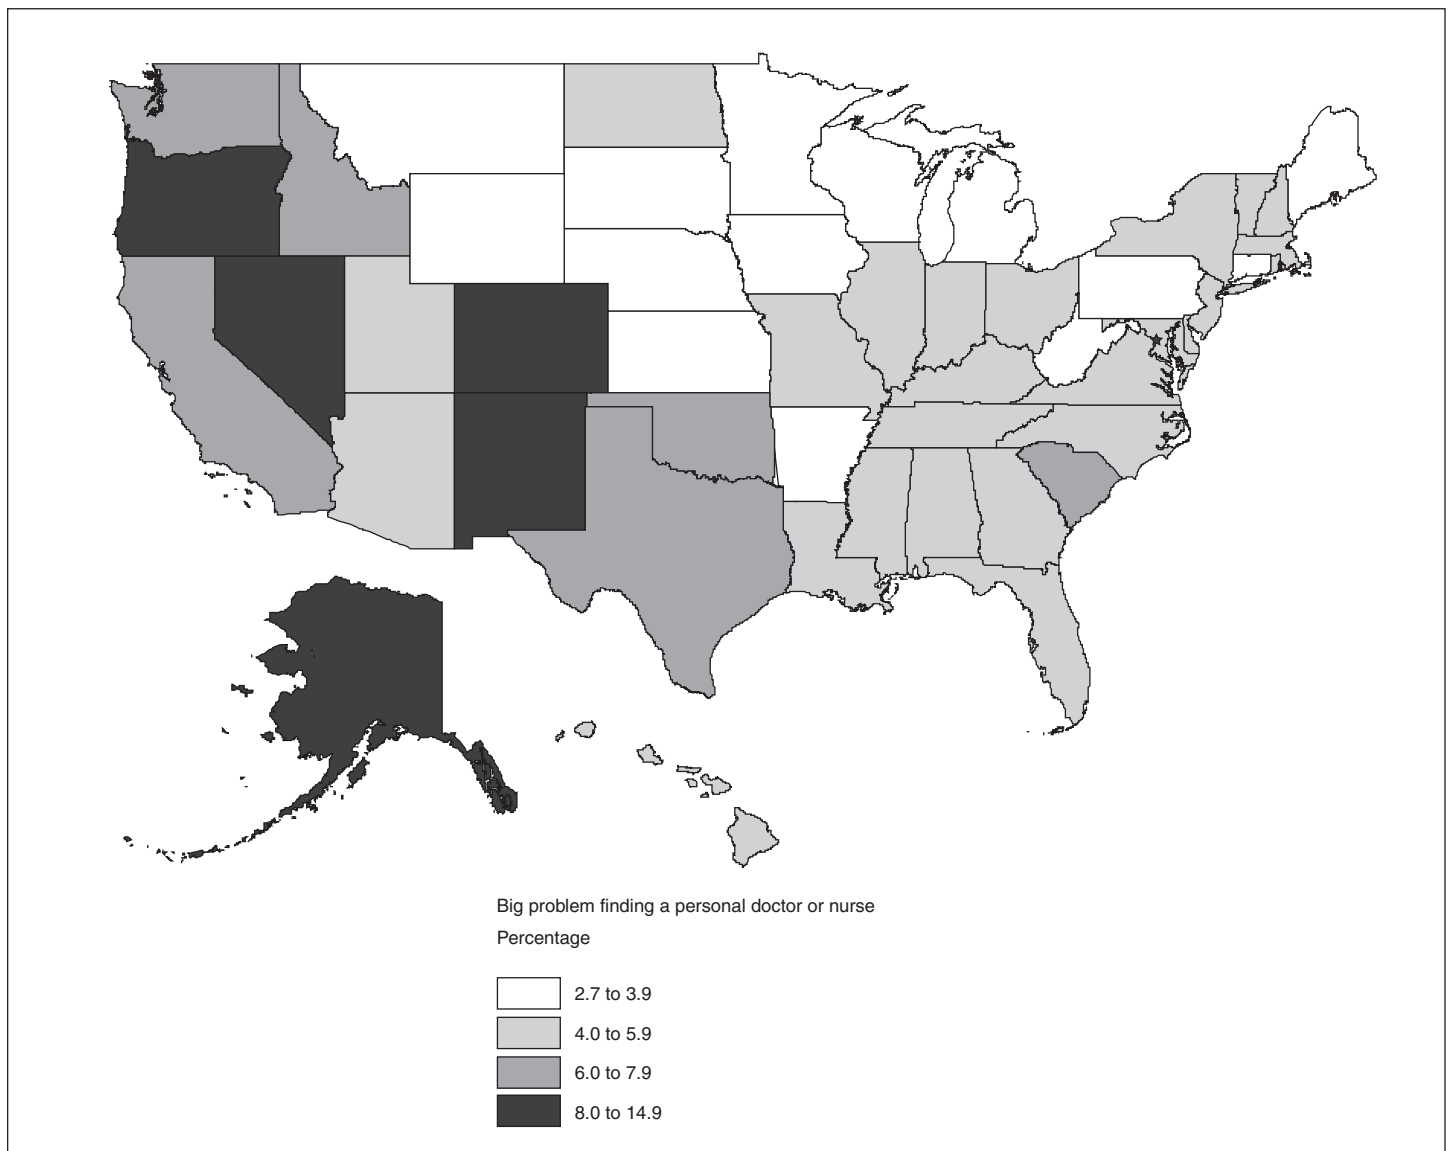 Big problem finding a personal doctor or nurse
Percentage
2.7 to 3.9
4.0 to 5.9
6.0 to 7.9
8.0 to 14.9